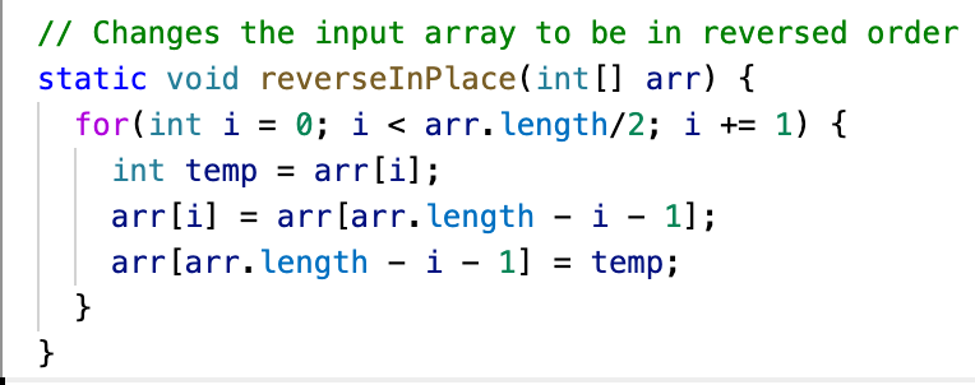 // Changes the input array to be in reversed order
static void reverseInPlace(int[] arr) {
for(int i = 0; i < arr.length/2; i += 1) {
int temp = arr[i];
arr[i] = arr[arr.length - i - 1];
arr[arr.length - i - 1] = temp;
}
}